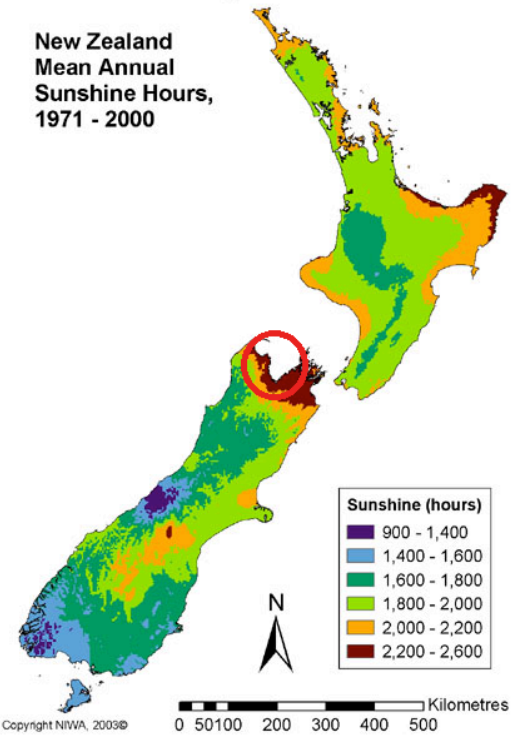 New Zealand
Mean Annual
Sunshine Hours,
1971 - 2000
Sunshine (hours)
900 - 1,400
1,400 - 1,600
1,600 - 1,800
1,800 - 2,000
2,000 - 2,200
2,200 - 2,600
N
Kilometres
0 50 100 200 300 400 500
Copyright NIWA, 2003©